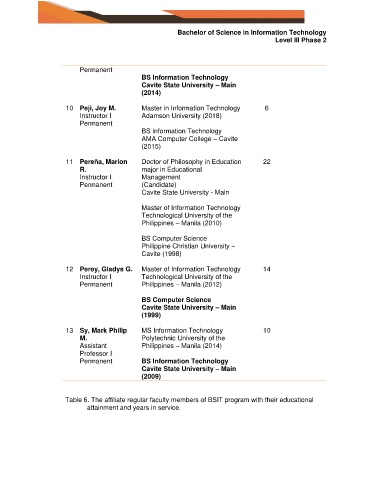 Bachelor of Science in Information Technology
Level III Phase 2
Permanent
BS Information Technology
Cavite State University – Main
(2014)
10 Peji, Joy M. Master in Information Technology 6
Instructor I Adamson University (2018)
Permanent
BS Information Technology
AMA Computer College – Cavite
(2015)
11 Pereña, Marlon Doctor of Philosophy in Education 22
R. major in Educational
Instructor I Management
Permanent (Candidate)
Cavite State University - Main
Master of Information Technology
Technological University of the
Philippines – Manila (2010)
BS Computer Science
Philippine Christian University –
Cavite (1998)
12 Perey, Gladys G. Master of Information Technology 14
Instructor I Technological University of the
Permanent Philippines – Manila (2012)
BS Computer Science
Cavite State University – Main
(1999)
13 Sy, Mark Philip MS Information Technology 10
M. Polytechnic University of the
Assistant Philippines – Manila (2014)
Professor I
Permanent BS Information Technology
Cavite State University – Main
(2009)
Table 6. The affiliate regular faculty members of BSIT program with their educational
attainment and years in service.